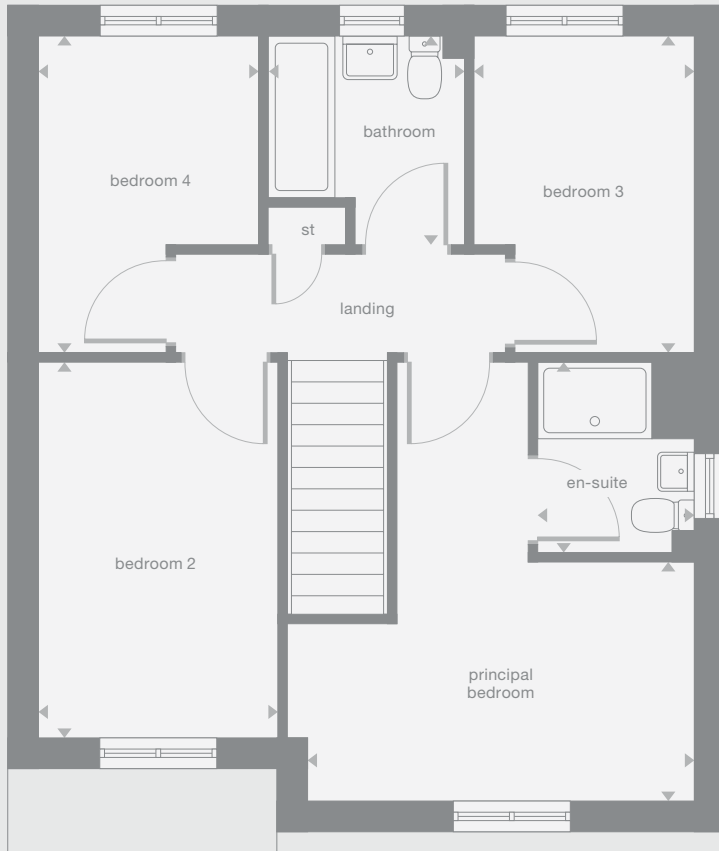 bathroom
bedroom 4
bedroom 3
st
landing
en-suite
bedroom 2
principal
bedroom